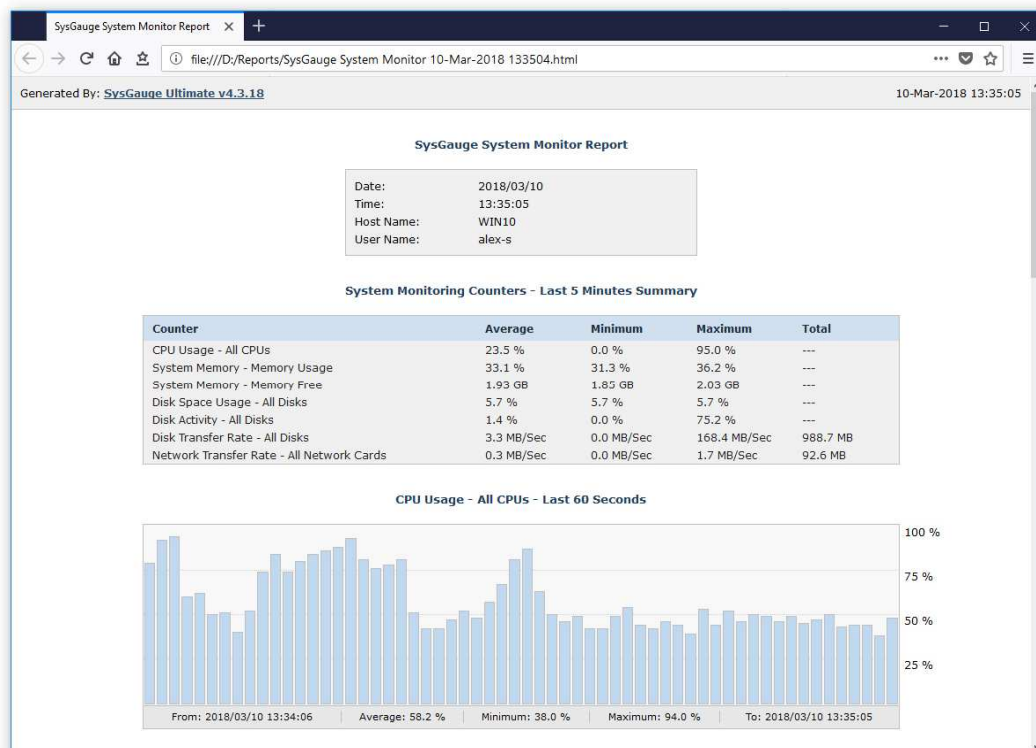 SysGauge System Monitor Report
file:///D:/Reports/SysGauge System Monitor 10-Mar-2018 133504.html
Generated By: SysGauge Ultimate v4.3.18 10-Mar-2018 13:35:05
SysGauge System Monitor Report
Date: 2018/03/10
Time: 13:35:05
Host Name: WIN10
User Name: alex-s
System Monitoring Counters - Last 5 Minutes Summary
Counter Average Minimum Maximum Total
CPU Usage - All CPUs 23.5 % 0.0 % 95.0 % ---
System Memory - Memory Usage 33.1 % 31.3 % 36.2 % ---
System Memory - Memory Free 1.93 GB 1.85 GB 2.03 GB ---
Disk Space Usage - All Disks 5.7 % 5.7 % 5.7 % ---
Disk Activity - All Disks 1.4 % 0.0 % 75.2 % ---
Disk Transfer Rate - All Disks 3.3 MB/Sec 0.0 MB/Sec 168.4 MB/Sec 988.7 MB
Network Transfer Rate - All Network Cards 0.3 MB/Sec 0.0 MB/Sec 1.7 MB/Sec 92.6 MB
CPU Usage - All CPUs - Last 60 Seconds
100 %
75 %
50 %
25 %
From: 2018/03/10 13:34:06 Average: 58.2 % Minimum: 38.0 % Maximum: 94.0 % To: 2018/03/10 13:35:05